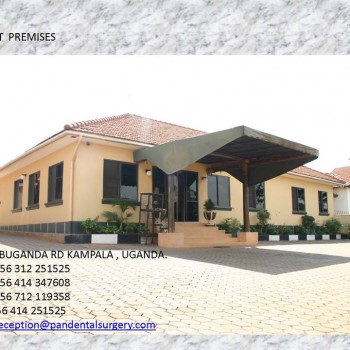 T PREMISES
BUGANDA RD KAMPALA , UGANDA.
56 312 251525
56 414 347608
56 712 119358
56 414 251525
eception@pandentalsurgery.com